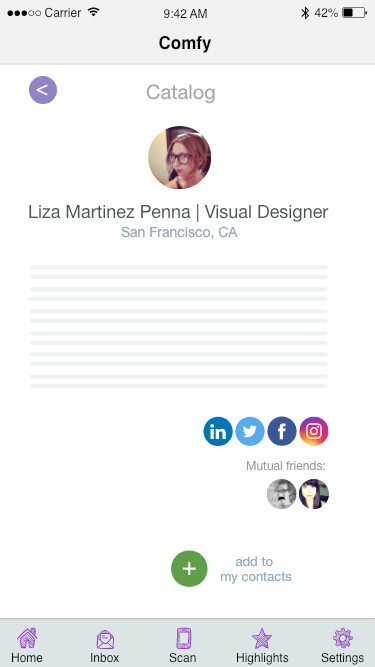 Carrier 9:42 AM 42%
Comfy
<
Catalog
Liza Martinez Penna | Visual Designer
San Francisco, CA
in f
Mutual friends:
+
add to
my contacts
Home Inbox Scan Highlights Settings